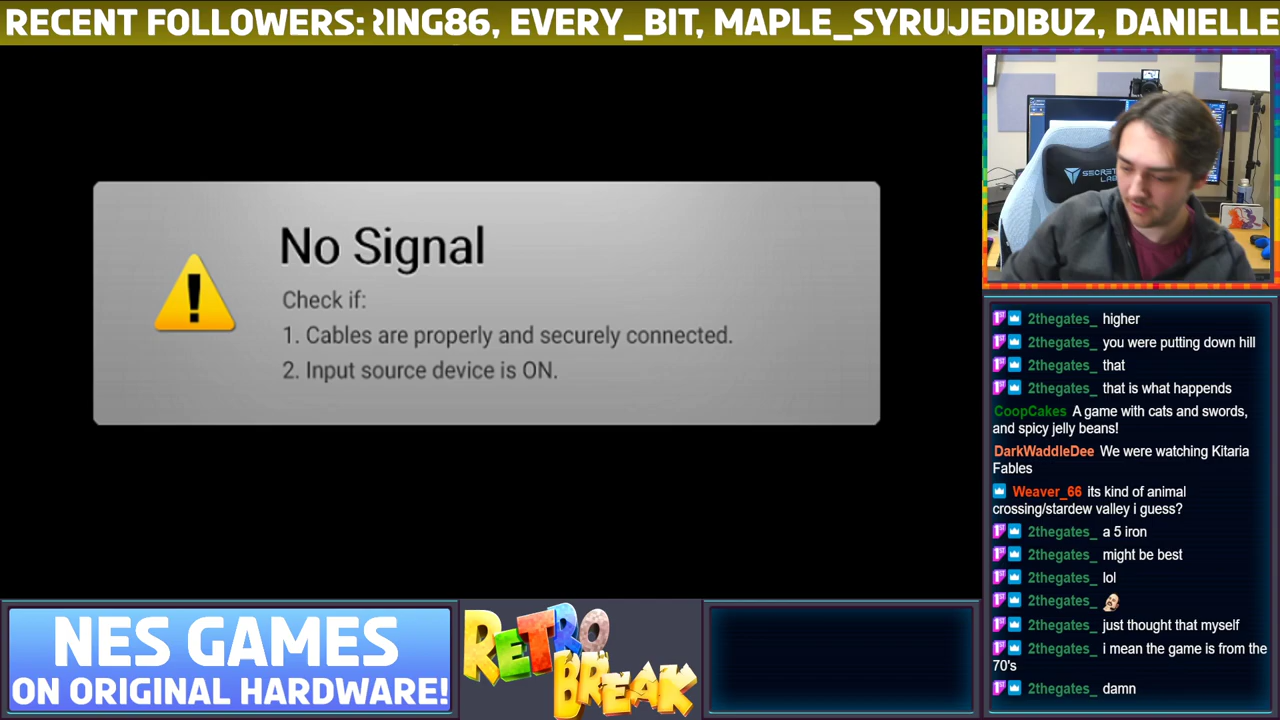 RECENT FOLLOWERS: RING86, EVERY_BIT, MAPLE_SYRUJEDIBUZ, DANIELLE
No Signal
Check if:
1. Cables are properly and securely connected.
2. Input source device is ON.
SECRET
LAB
2thegates_ higher
2thegates_ you were putting down hill
2thegates_ that
2thegates_ that is what happends
CoopCakes A game with cats and swords,
and spicy jelly beans!
DarkWaddleDee We were watching Kitaria
Fables
Weaver_66 its kind of animal
crossing/stardew valley i guess?
2thegates_ a 5 iron
2thegates_ might be best
2thegates_ lol
2thegates_
2thegates_ just thought that myself
2thegates_ i mean the game is from the
70's
2thegates_ damn
NES GAMES
ON ORIGINAL HARDWARE!
RETRO
BREAK